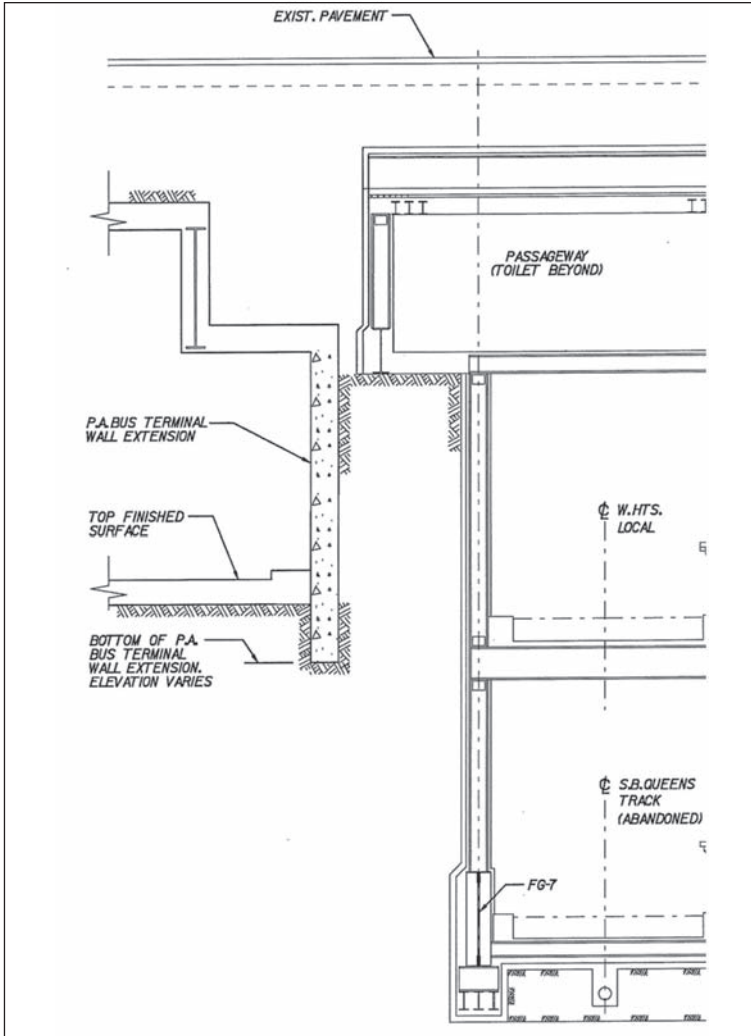 EXIST. PAVEMENT
PASSAGEWAY
(TOILET BEYOND)
P.A.BUS TERMINAL
WALL EXTENSION
℄ W.HTS.
LOCAL
TOP FINISHED
SURFACE
BOTTOM OF P.A.
BUS TERMINAL
WALL EXTENSION.
ELEVATION VARIES
℄ S.B.QUEENS
TRACK
(ABANDONED)
FG-7